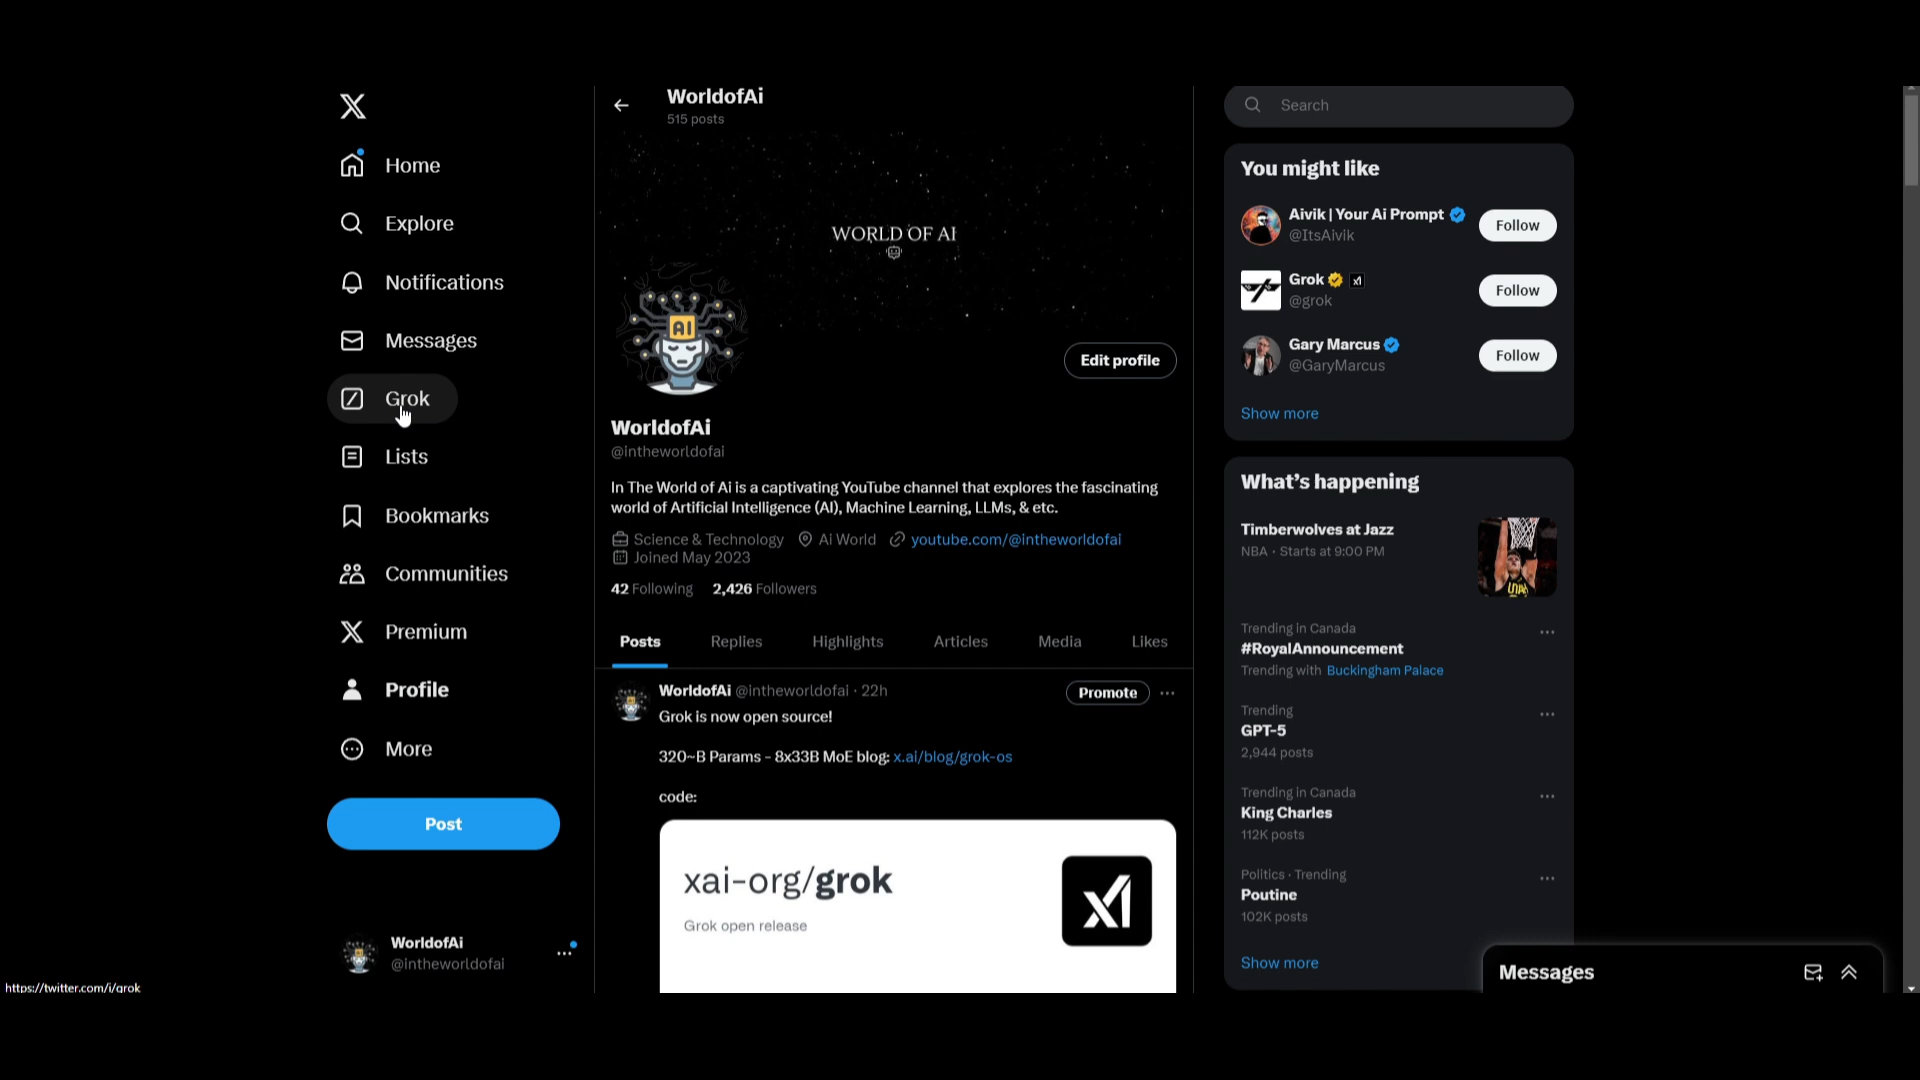 Home
Explore
Notifications
Messages
Grok
Lists
Bookmarks
Communities
Premium
Profile
More
Post
WorldofAi
@intheworldofai
https://twitter.com/i/grok
WorldofAi
515 posts
WORLD OF AI
AI
Edit profile
WorldofAi
@intheworldofai
In The World of Ai is a captivating YouTube channel that explores the fascinating
world of Artificial Intelligence (AI), Machine Learning, LLMs, & etc.
Science & Technology Ai World youtube.com/@intheworldofai
Joined May 2023
42 Following 2,426 Followers
Posts Replies Highlights Articles Media Likes
WorldofAi @intheworldofai · 22h
Promote
Grok is now open source!
320~B Params - 8x33B MoE blog: x.ai/blog/grok-os
code:
xai-org/grok
Grok open release
Search
You might like
Aivik | Your Ai Prompt
@ItsAivik
Follow
Grok
@grok
Follow
Gary Marcus
@GaryMarcus
Follow
Show more
What's happening
Timberwolves at Jazz
NBA · Starts at 9:00 PM
Trending in Canada
#RoyalAnnouncement
Trending with Buckingham Palace
Trending
GPT-5
2,944 posts
Trending in Canada
King Charles
112K posts
Politics · Trending
Poutine
102K posts
Show more
Messages